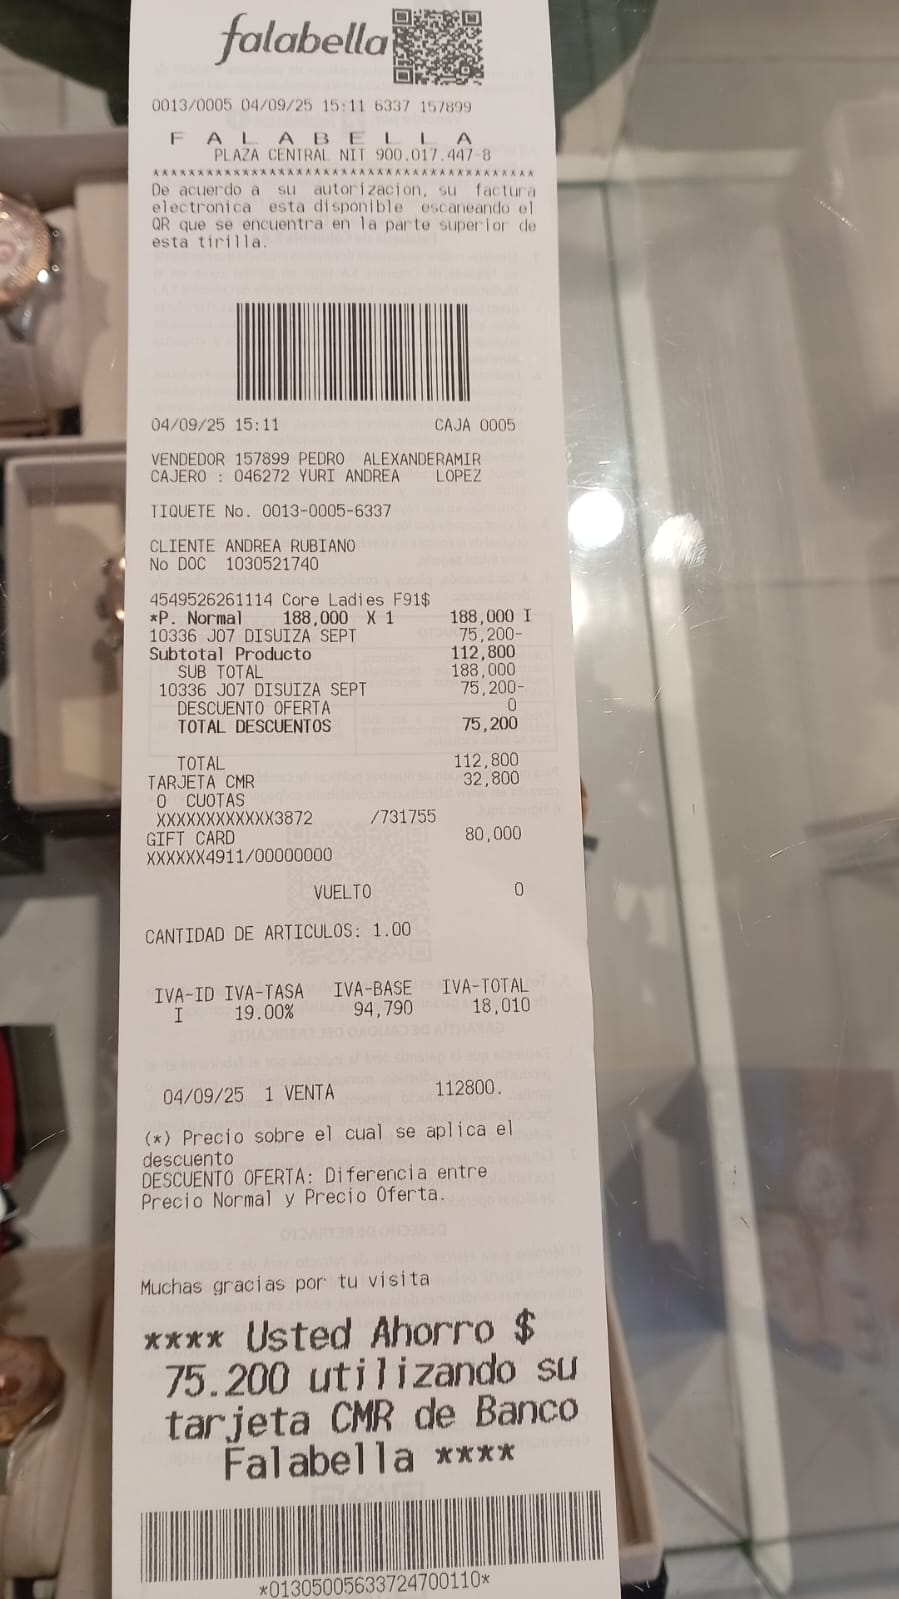 falabella
0013/0005 04/09/25 15:11 6337 157899
F A L A B E L L A
PLAZA CENTRAL NIT 900.017.447-8
******************************************
De acuerdo a su autorizacion, su factura
electronica esta disponible escaneando el
QR que se encuentra en la parte superior de
esta tirilla.
04/09/25 15:11 CAJA 0005
VENDEDOR 157899 PEDRO ALEXANDERAMIR
CAJERO : 046272 YURI ANDREA LOPEZ
TIQUETE No. 0013-0005-6337
CLIENTE ANDREA RUBIANO
No DOC 1030521740
4549526261114 Core Ladies F91$
*P. Normal 188,000 X 1 188,000 I
10336 J07 DISUIZA SEPT 75,200-
Subtotal Producto 112,800
SUB TOTAL 188,000
10336 J07 DISUIZA SEPT 75,200-
DESCUENTO OFERTA 0
TOTAL DESCUENTOS 75,200
TOTAL 112,800
TARJETA CMR 32,800
0 CUOTAS
XXXXXXXXXXXX3872 /731755
GIFT CARD 80,000
XXXXXX4911/00000000
VUELTO 0
CANTIDAD DE ARTICULOS: 1.00
IVA-ID IVA-TASA IVA-BASE IVA-TOTAL
I 19.00% 94,790 18,010
04/09/25 1 VENTA 112800.
(*) Precio sobre el cual se aplica el
descuento
DESCUENTO OFERTA: Diferencia entre
Precio Normal y Precio Oferta.
Muchas gracias por tu visita
**** Usted Ahorro $
75.200 utilizando su
tarjeta CMR de Banco
Falabella ****
*01305005633724700110*